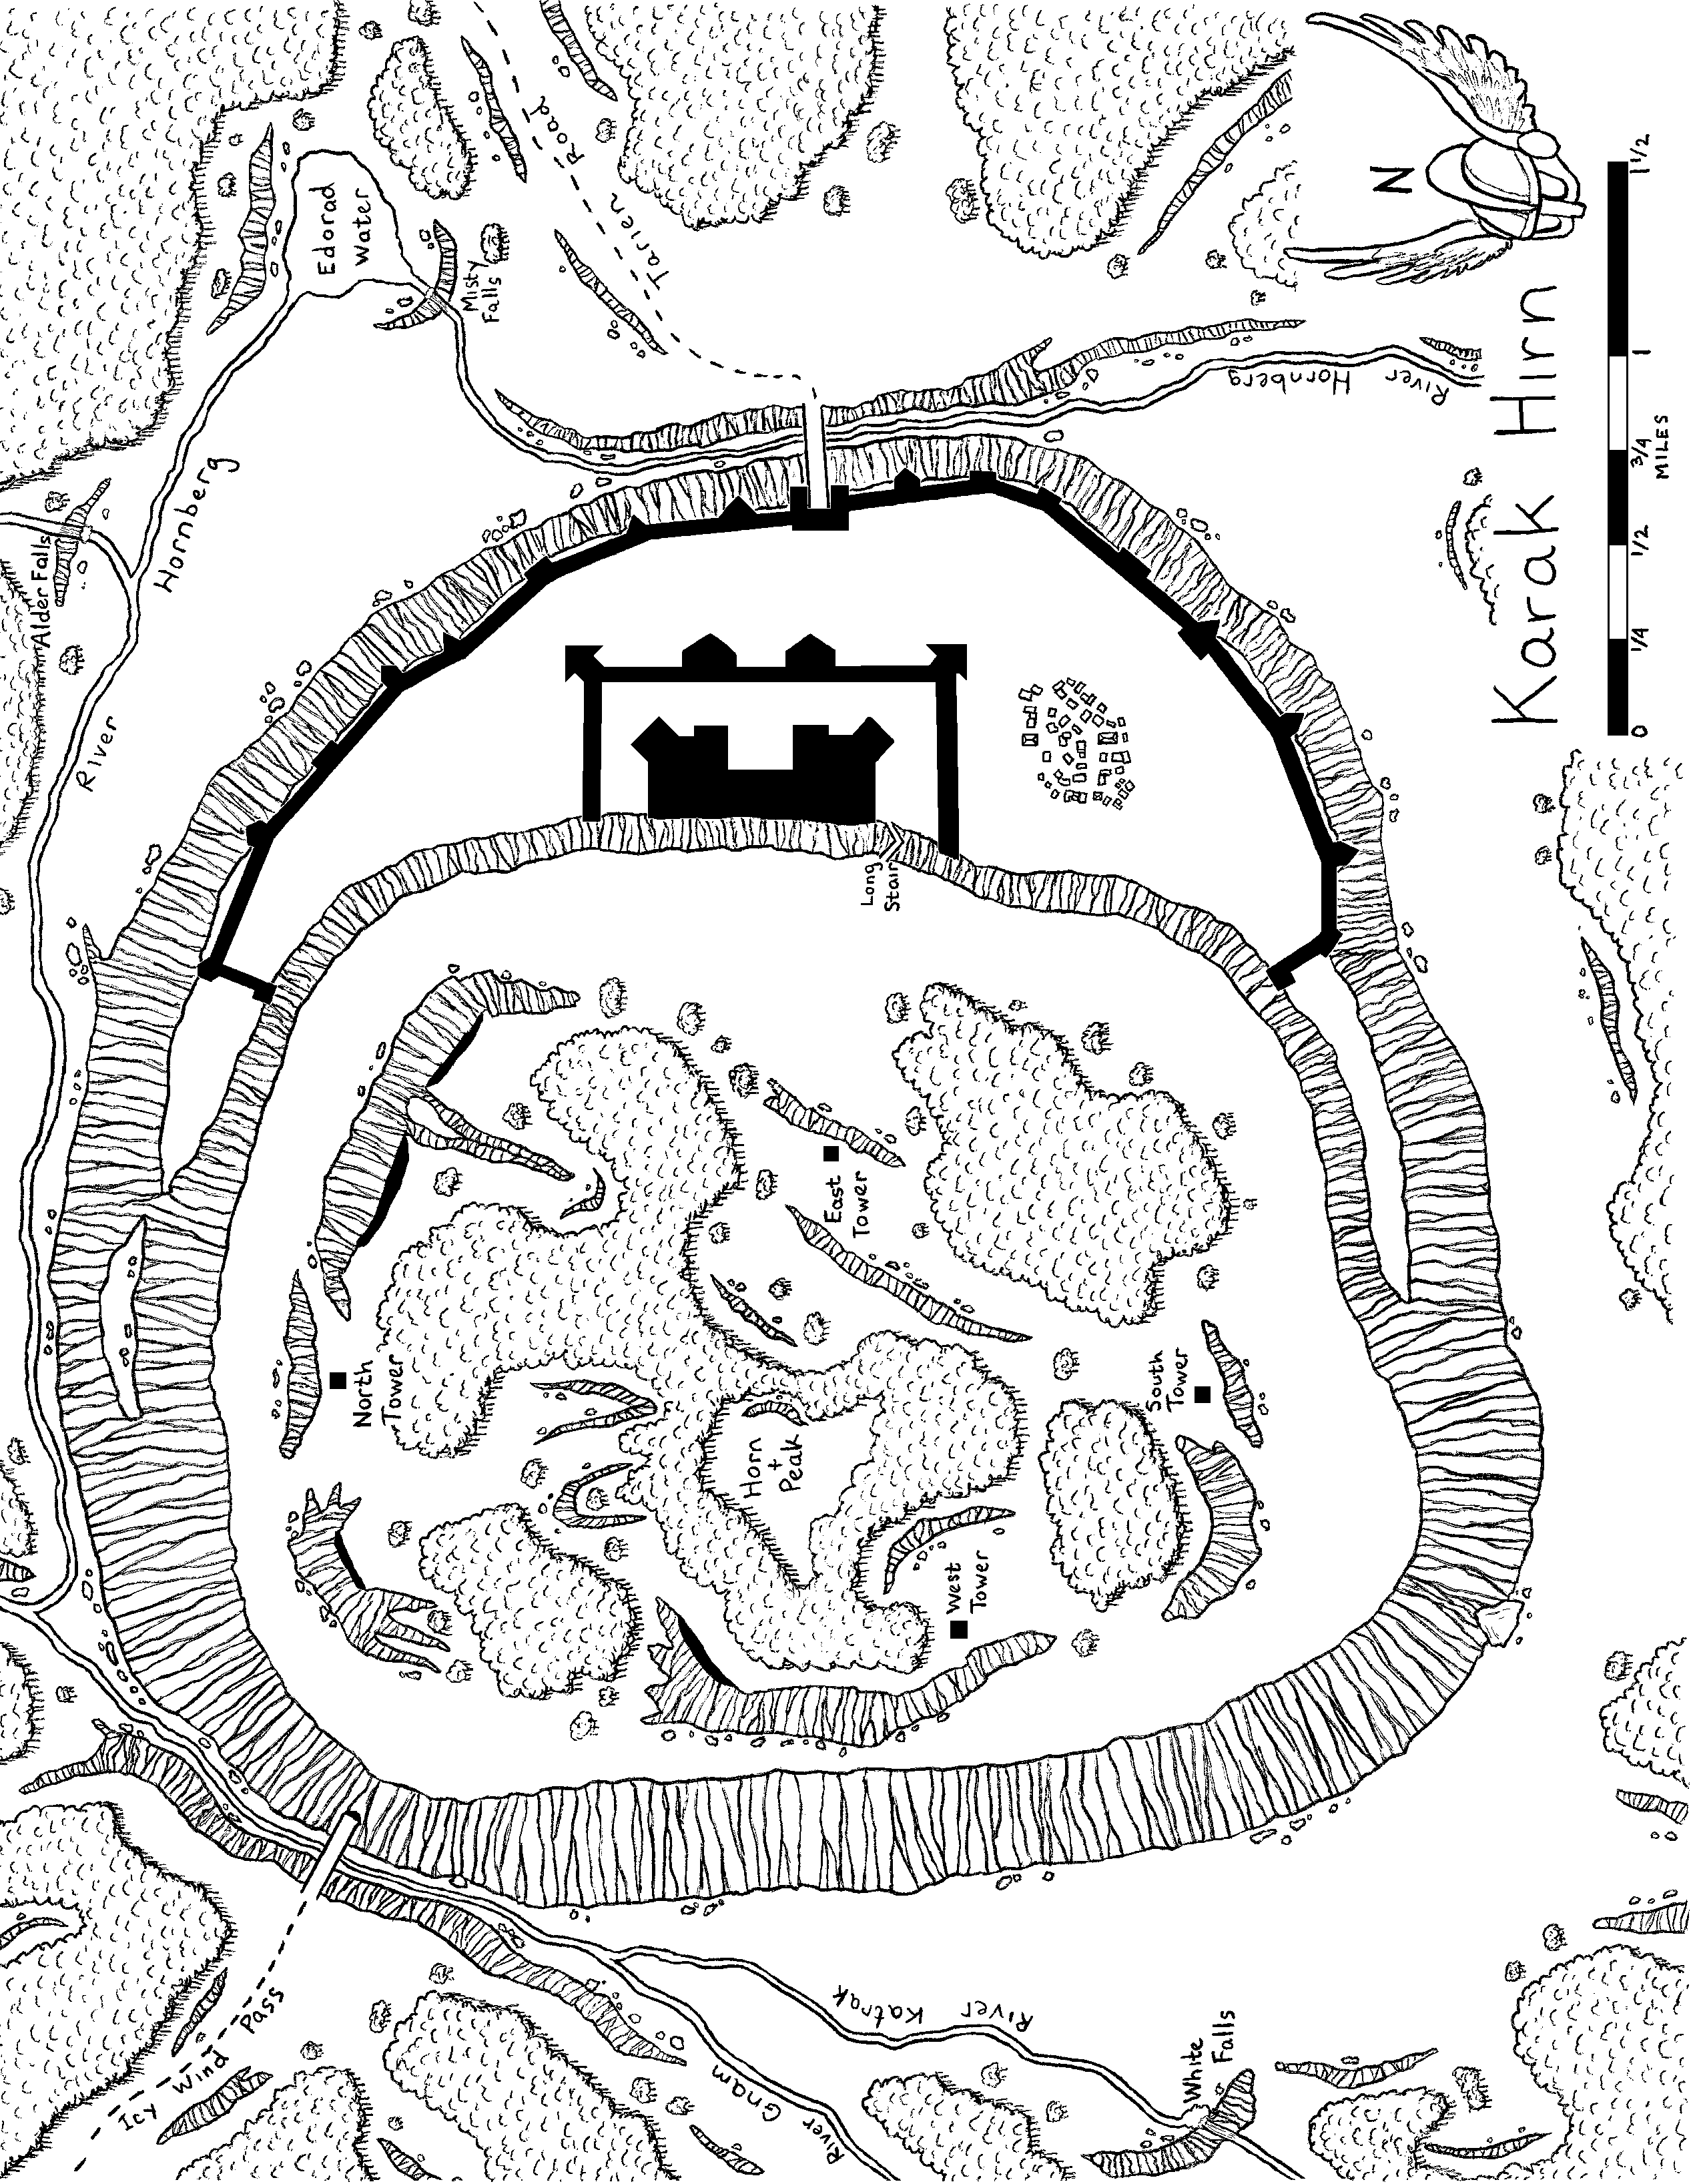 Alder Falls
Icy Wind Pass
River Hornberg
Edorad
Water
North
Tower
Misty
Falls
Tarien Road
Horn
+
Peak
East
Tower
Long
Stair
River Gnam
River Katrak
West
Tower
South
Tower
White
Falls
River Hornberg
N
Karak Hirn
0 1/4 1/2 3/4 1 1 1/2
MILES